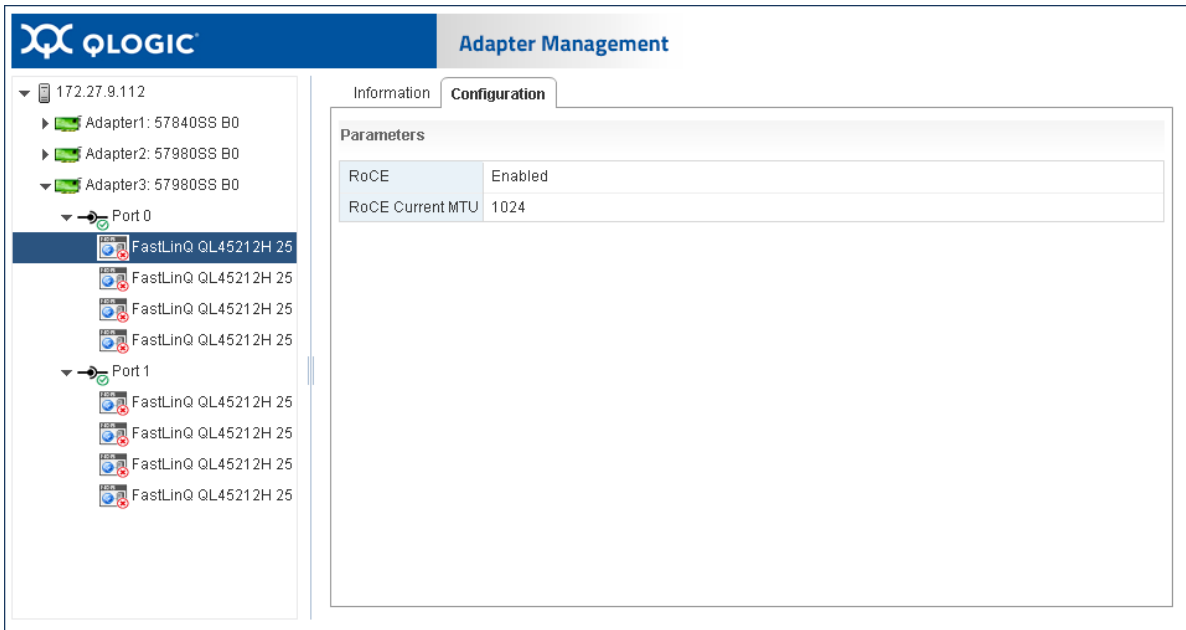 QLOGIC
Adapter Management
172.27.9.112
Adapter1: 57840SS B0
Adapter2: 57980SS B0
Adapter3: 57980SS B0
Port 0
FastLinQ QL45212H 25
FastLinQ QL45212H 25
FastLinQ QL45212H 25
FastLinQ QL45212H 25
Port 1
FastLinQ QL45212H 25
FastLinQ QL45212H 25
FastLinQ QL45212H 25
FastLinQ QL45212H 25
Information Configuration
Parameters
RoCE Enabled
RoCE Current MTU 1024